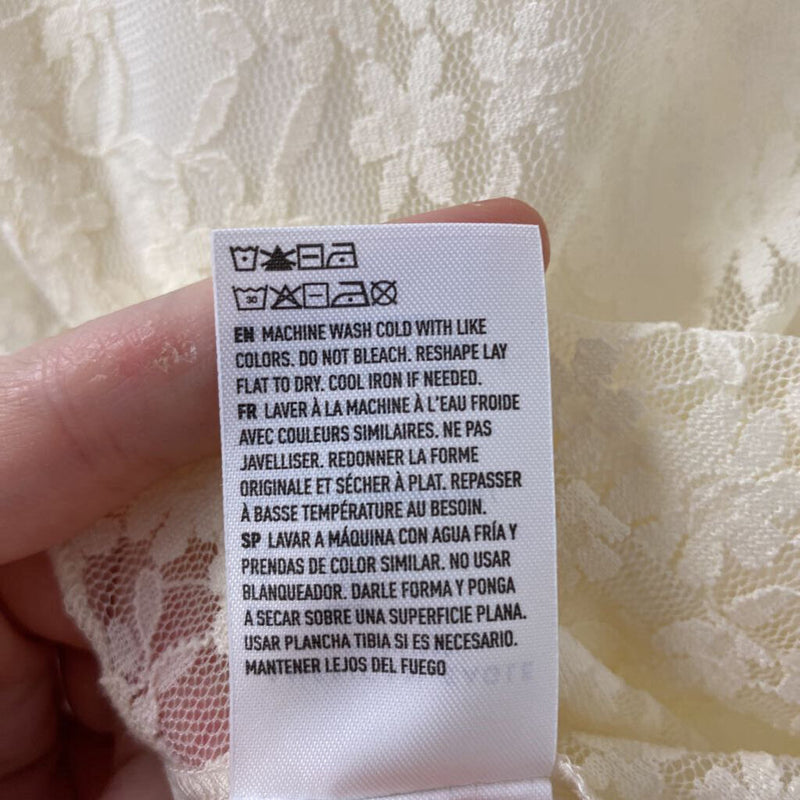 30
EN MACHINE WASH COLD WITH LIKE
COLORS. DO NOT BLEACH. RESHAPE LAY
FLAT TO DRY. COOL IRON IF NEEDED.
FR LAVER À LA MACHINE À L'EAU FROIDE
AVEC COULEURS SIMILAIRES. NE PAS
JAVELLISER. REDONNER LA FORME
ORIGINALE ET SÉCHER À PLAT. REPASSER
À BASSE TEMPÉRATURE AU BESOIN.
SP LAVAR A MÁQUINA CON AGUA FRÍA Y
PRENDAS DE COLOR SIMILAR. NO USAR
BLANQUEADOR. DARLE FORMA Y PONGA
A SECAR SOBRE UNA SUPERFICIE PLANA.
USAR PLANCHA TIBIA SI ES NECESARIO.
MANTENER LEJOS DEL FUEGO